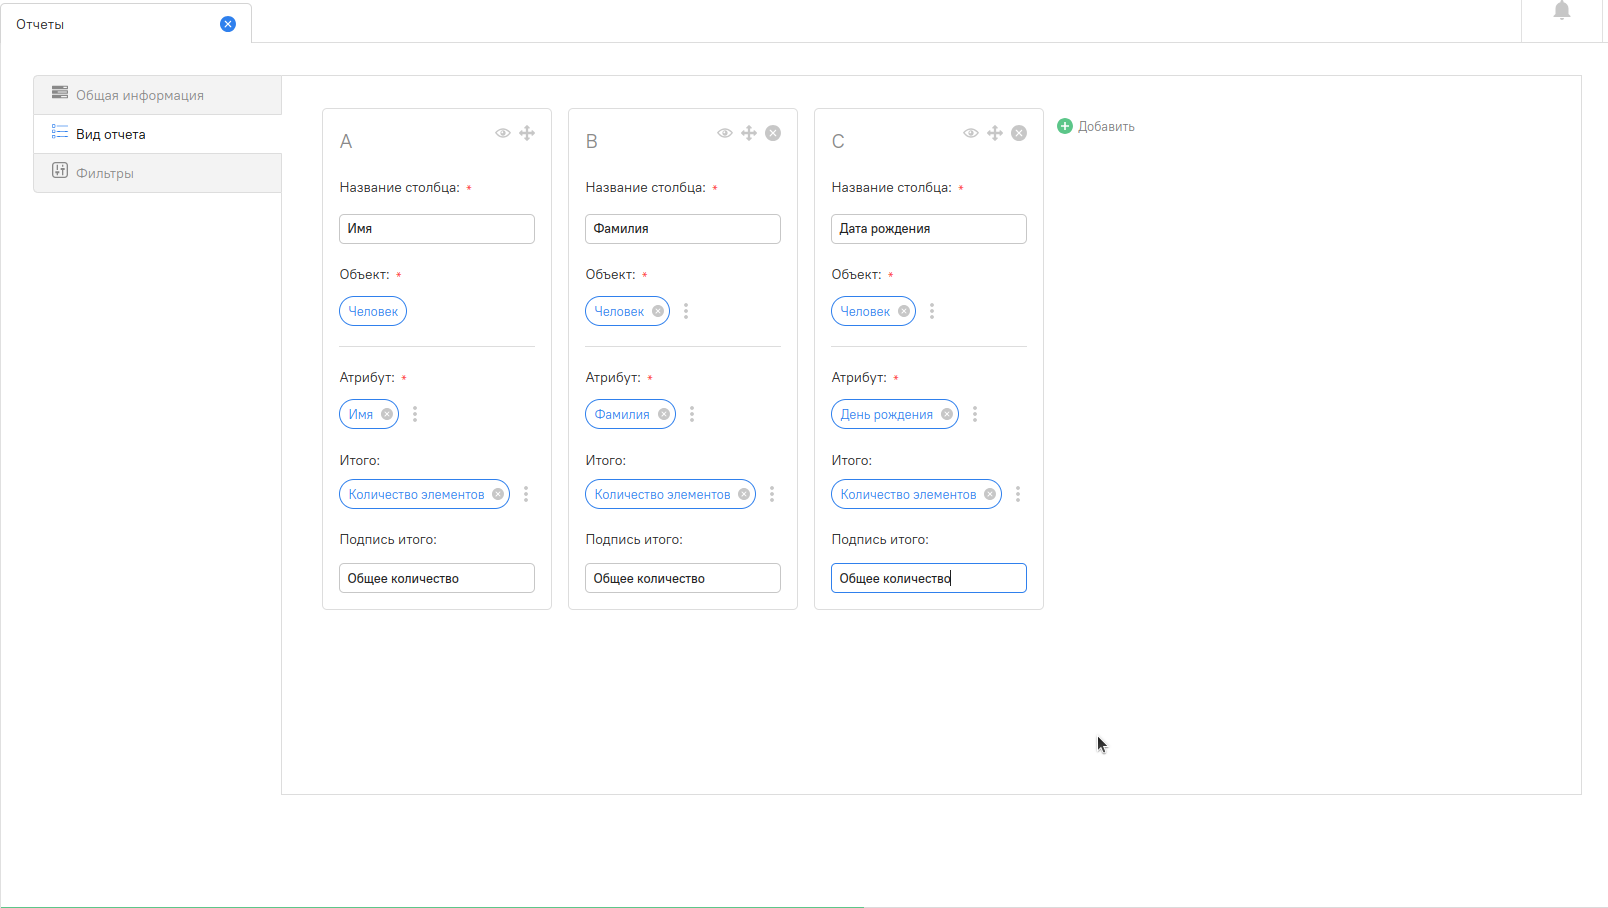 Отчеты
Общая информация
Вид отчета
Фильтры
A
Название столбца: *
Имя
Объект: *
Человек
Атрибут: *
Имя
Итого:
Количество элементов
Подпись итого:
Общее количество
B
Название столбца: *
Фамилия
Объект: *
Человек
Атрибут: *
Фамилия
Итого:
Количество элементов
Подпись итого:
Общее количество
C
Название столбца: *
Дата рождения
Объект: *
Человек
Атрибут: *
День рождения
Итого:
Количество элементов
Подпись итого:
Общее количество
Добавить